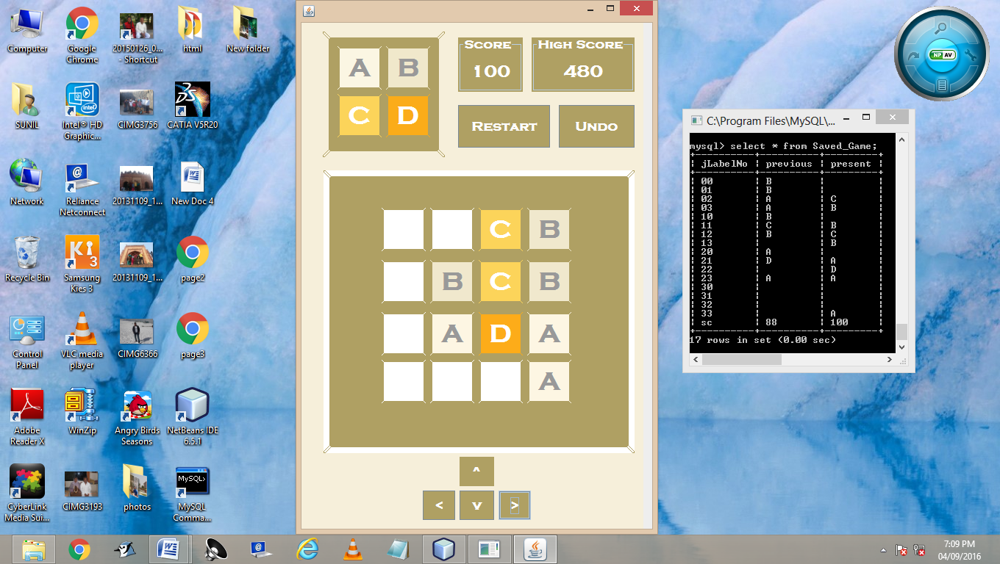 Computer
Google
Chrome
20150126_0...
- Shortcut
html
New folder
SUNIL
Intel® HD
Graphic...
CIMG3756
CATIA V5R20
Network
Reliance
Netconnect
20131109_1...
New Doc 4
Recycle Bin
Samsung
Kies 3
20131109_1...
page2
Control
Panel
VLC media
player
CIMG6366
page3
Adobe
Reader X
WinZip
Angry Birds
Seasons
NetBeans IDE
6.5.1
CyberLink
Media Sui...
CIMG3193
photos
MySQL
Comma...
A B
C D
Score
100
High Score
480
Restart
Undo
C B
B C B
A D A
A
^
< v >
NP AV
C:\Program Files\MySQL\...
mysql> select * from Saved_Game;
| jLabelNo | previous | present |
| 00 | B | |
| 01 | B | |
| 02 | A | C |
| 03 | A | B |
| 10 | B | |
| 11 | C | B |
| 12 | B | C |
| 13 | | B |
| 20 | A | |
| 21 | D | A |
| 22 | | D |
| 23 | A | A |
| 30 | | |
| 31 | | |
| 32 | | |
| 33 | | A |
| sc | 88 | 100 |
17 rows in set (0.00 sec)
7:09 PM
04/09/2016